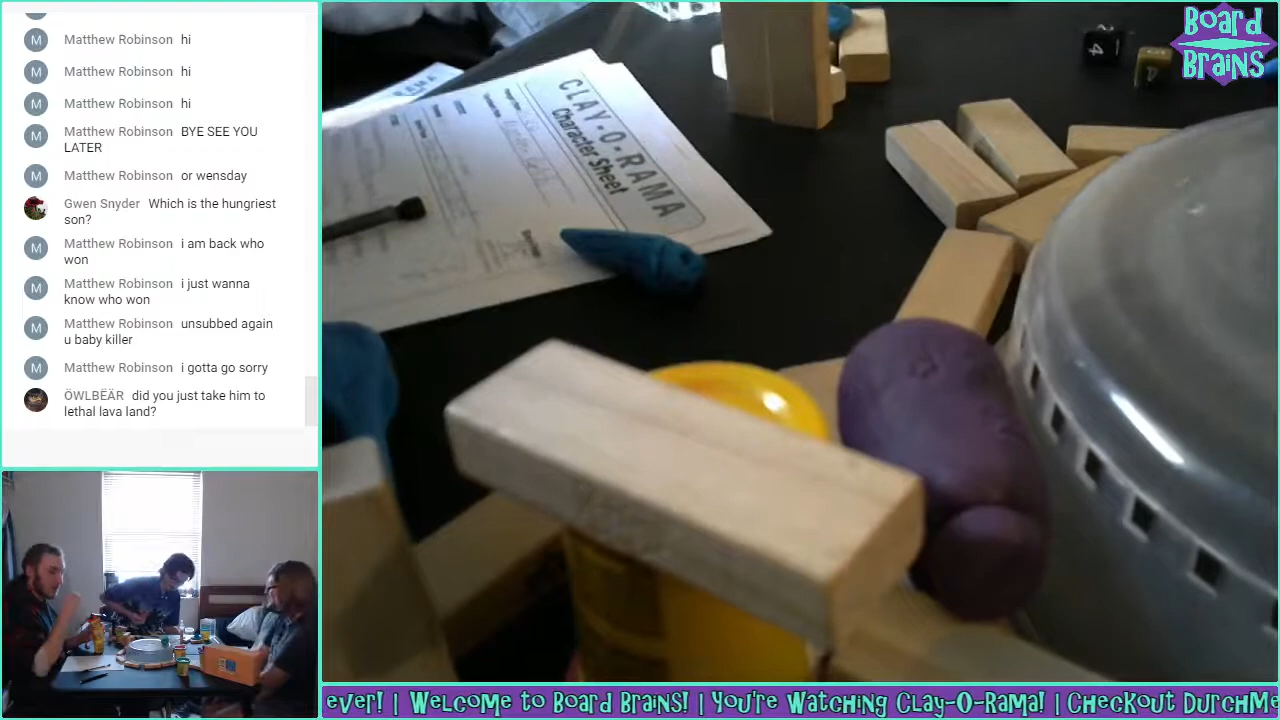 Matthew Robinson hi
Matthew Robinson hi
Matthew Robinson hi
Matthew Robinson BYE SEE YOU
LATER
Matthew Robinson or wensday
Gwen Snyder Which is the hungriest
son?
Matthew Robinson i am back who
won
Matthew Robinson i just wanna
know who won
Matthew Robinson unsubbed again
u baby killer
Matthew Robinson i gotta go sorry
ÖWLBËÄR did you just take him to
lethal lava land?
M
M
M
M
M
M
M
M
M
CLAY-O-RAMA
Character Sheet
4
4
Board
Brains
ever! | Welcome to Board Brains! | You're Watching Clay-O-Rama! | Checkout